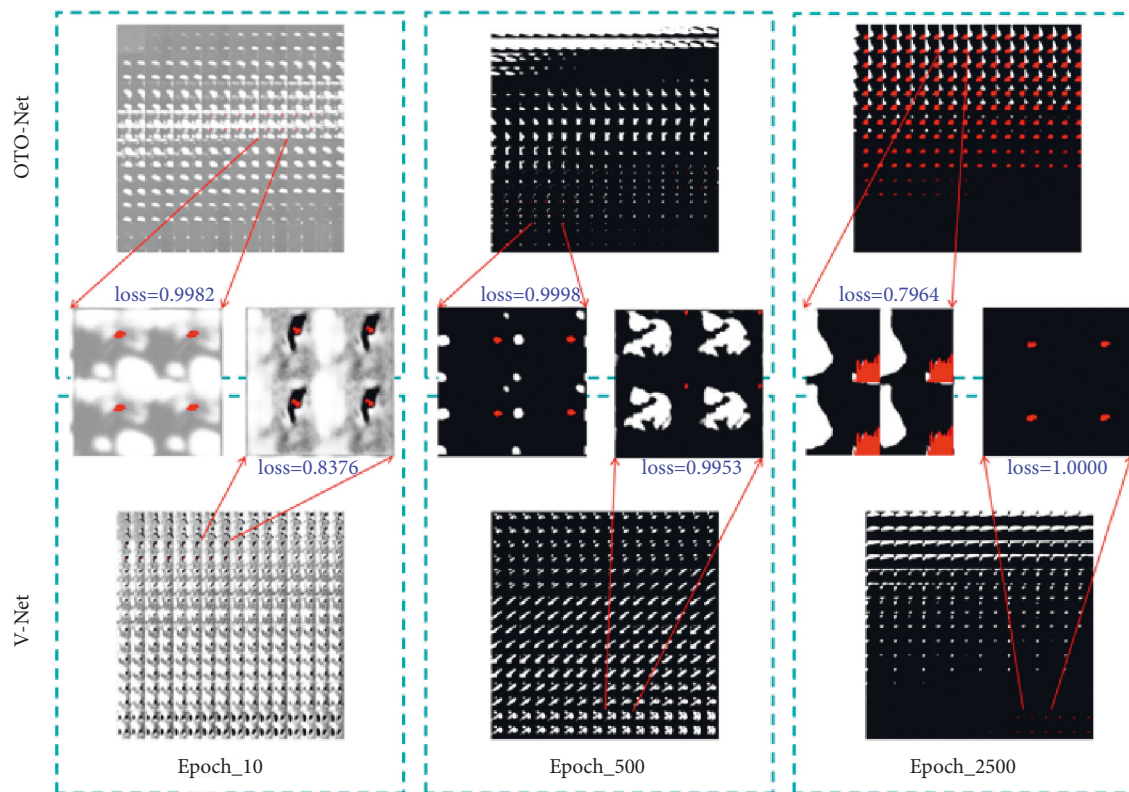 OTO-Net
loss=0.9982
loss=0.9998
loss=0.7964
loss=0.8376
loss=0.9953
loss=1.0000
V-Net
Epoch_10
Epoch_500
Epoch_2500